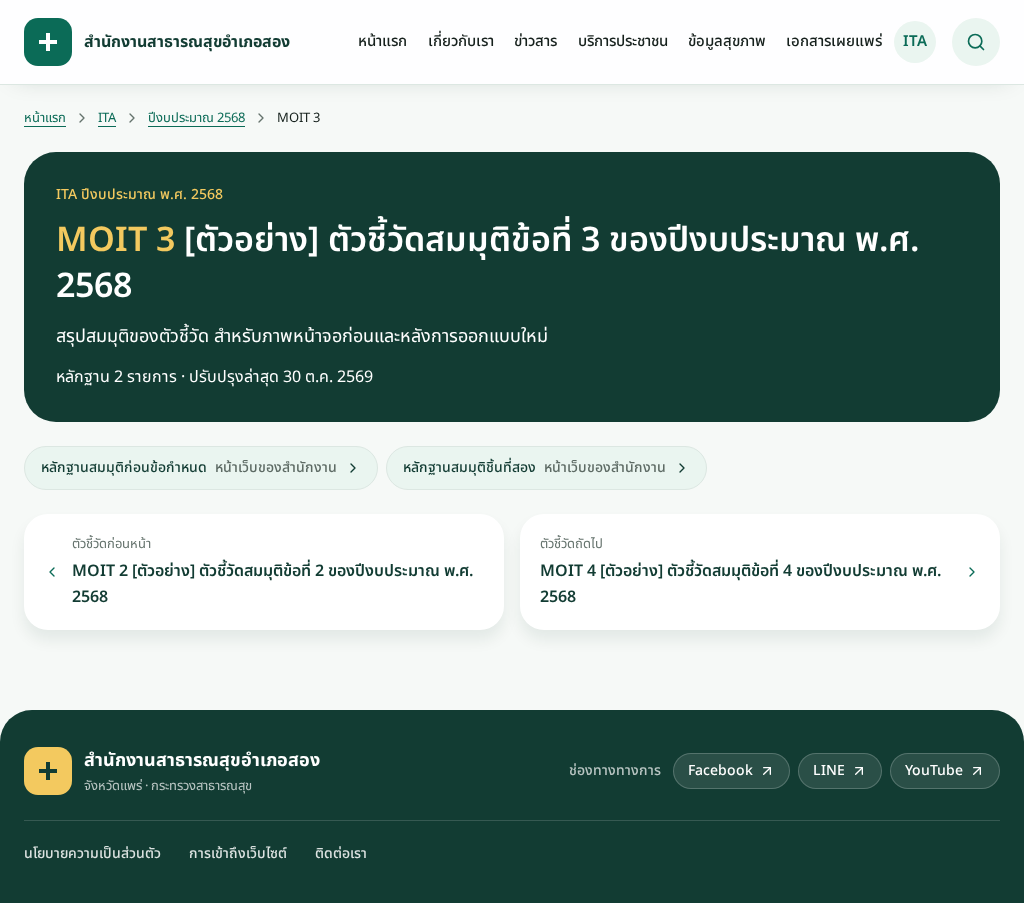 สำนักงานสาธารณสุขอำเภอสอง
หน้าแรก เกี่ยวกับเรา ข่าวสาร บริการประชาชน ข้อมูลสุขภาพ เอกสารเผยแพร่ ITA
หน้าแรก ITA ปีงบประมาณ 2568 MOIT 3
ITA ปีงบประมาณ พ.ศ. 2568
MOIT 3 [ตัวอย่าง] ตัวชี้วัดสมมุติข้อที่ 3 ของปีงบประมาณ พ.ศ.
2568
สรุปสมมุติของตัวชี้วัด สำหรับภาพหน้าจอก่อนและหลังการออกแบบใหม่
หลักฐาน 2 รายการ · ปรับปรุงล่าสุด 30 ต.ค. 2569
หลักฐานสมมุติก่อนข้อกำหนด หน้าเว็บของสำนักงาน
หลักฐานสมมุติชิ้นที่สอง หน้าเว็บของสำนักงาน
ตัวชี้วัดก่อนหน้า
MOIT 2 [ตัวอย่าง] ตัวชี้วัดสมมุติข้อที่ 2 ของปีงบประมาณ พ.ศ.
2568
ตัวชี้วัดถัดไป
MOIT 4 [ตัวอย่าง] ตัวชี้วัดสมมุติข้อที่ 4 ของปีงบประมาณ พ.ศ.
2568
สำนักงานสาธารณสุขอำเภอสอง
จังหวัดแพร่ · กระทรวงสาธารณสุข
ช่องทางทางการ Facebook LINE YouTube
นโยบายความเป็นส่วนตัว การเข้าถึงเว็บไซต์ ติดต่อเรา